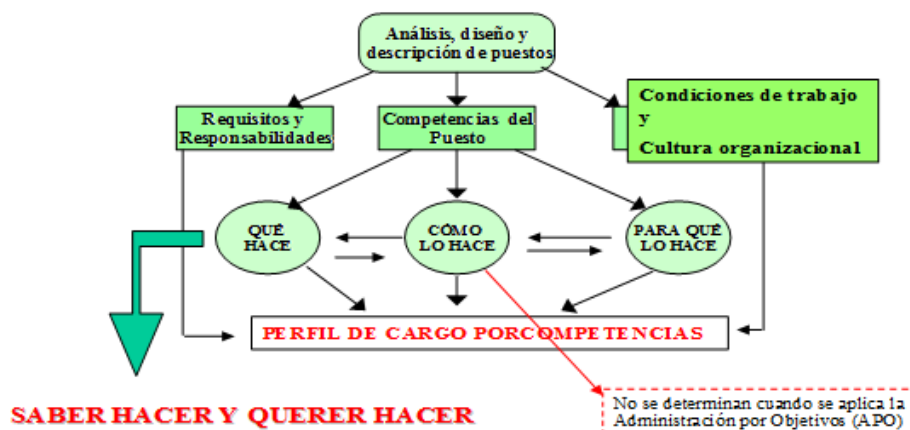 Análisis, diseño y
descripción de puestos
Requisitos y
Responsabilidades
Competencias del
Puesto
Condiciones de trabajo
y
Cultura organizacional
QUÉ
HACE
CÓMO
LO HACE
PARA QUÉ
LO HACE
PERFIL DE CARGO PORCOMPETENCIAS
SABER HACER Y QUERER HACER
No se determinan cuando se aplica la
Administración por Objetivos (APO)